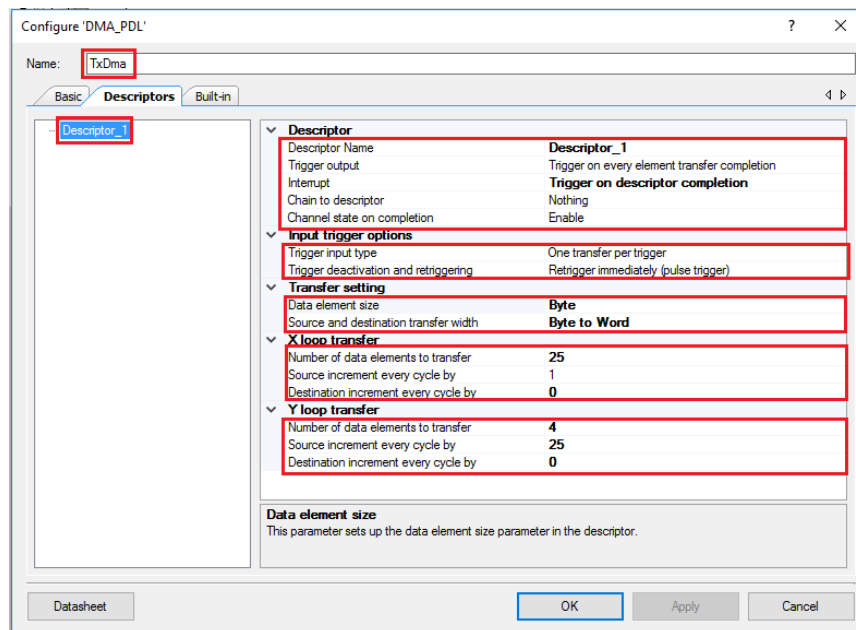 Configure 'DMA_PDL'
? X
Name: TxDma
Basic Descriptors Built-in
Descriptor_1
Descriptor
Descriptor Name Descriptor_1
Trigger output Trigger on every element transfer completion
Interrupt Trigger on descriptor completion
Chain to descriptor Nothing
Channel state on completion Enable
Input trigger options
Trigger input type One transfer per trigger
Trigger deactivation and retriggering Retrigger immediately (pulse trigger)
Transfer setting
Data element size Byte
Source and destination transfer width Byte to Word
X loop transfer
Number of data elements to transfer 25
Source increment every cycle by 1
Destination increment every cycle by 0
Y loop transfer
Number of data elements to transfer 4
Source increment every cycle by 25
Destination increment every cycle by 0
Data element size
This parameter sets up the data element size parameter in the descriptor.
Datasheet OK Apply Cancel